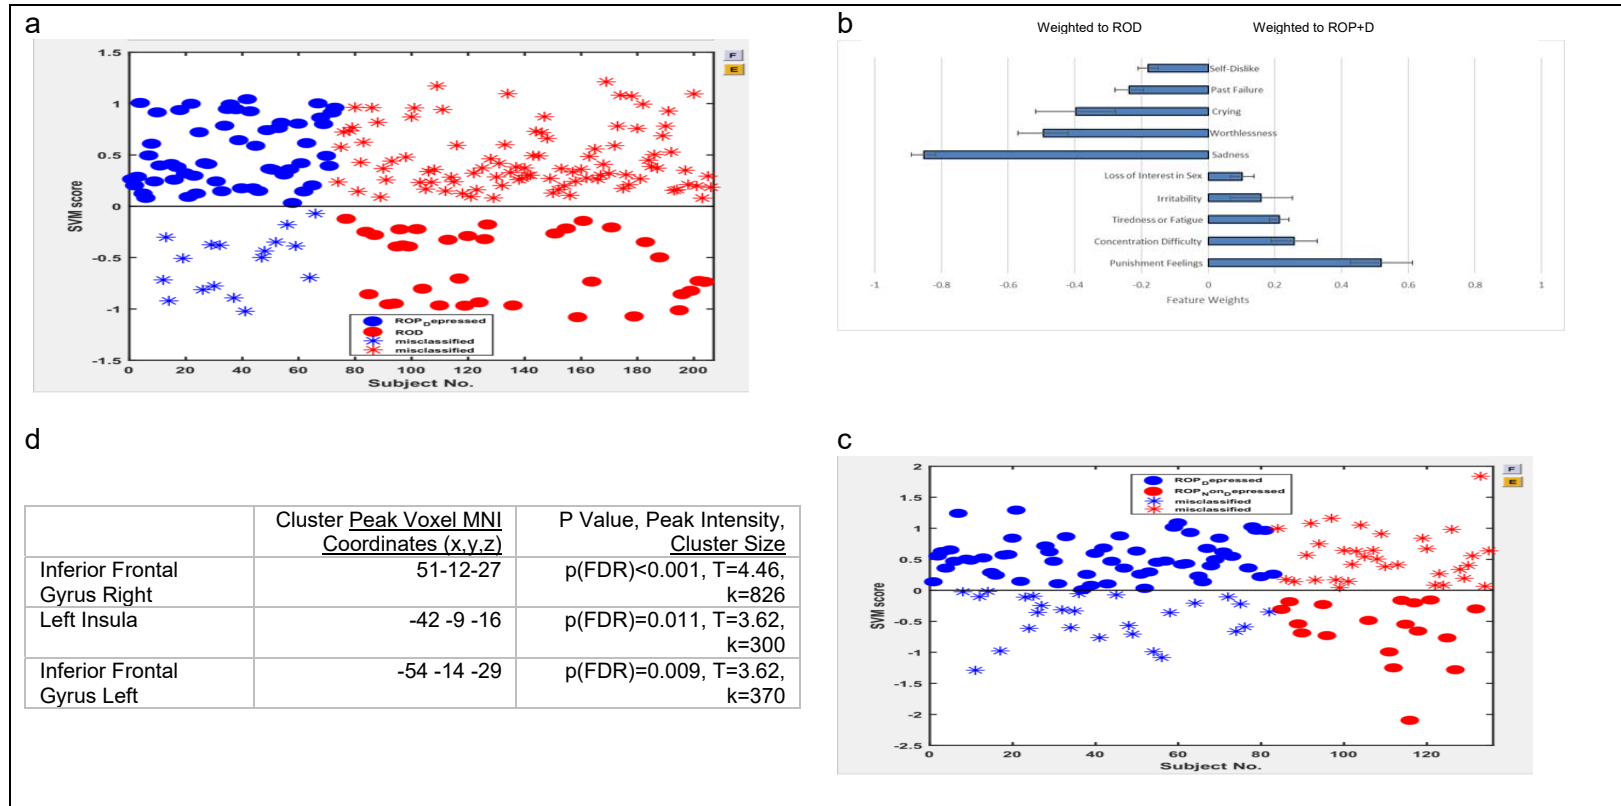 a
1.5
1
0.5
0
-0.5
-1
-1.5
SVM score
0 20 40 60 80 100 120 140 160 180 200
Subject No.
ROP_Depressed
ROD
misclassified
misclassified
F
E
b
Weighted to ROD Weighted to ROP+D
Self-Dislike
Past Failure
Crying
Worthlessness
Sadness
Loss of Interest in Sex
Irritability
Tiredness or Fatigue
Concentration Difficulty
Punishment Feelings
-1 -0.8 -0.6 -0.4 -0.2 0 0.2 0.4 0.6 0.8 1
Feature Weights
d
Cluster Peak Voxel MNI
Coordinates (x,y,z)
P Value, Peak Intensity,
Cluster Size
Inferior Frontal
Gyrus Right
51-12-27
p(FDR)<0.001, T=4.46,
k=826
Left Insula
-42 -9 -16
p(FDR)=0.011, T=3.62,
k=300
Inferior Frontal
Gyrus Left
-54 -14 -29
p(FDR)=0.009, T=3.62,
k=370
c
2
1.5
1
0.5
0
-0.5
-1
-1.5
-2
-2.5
SVM score
0 20 40 60 80 100 120
Subject No.
ROP_Depressed
ROP_Non_Depressed
misclassified
misclassified
F
E